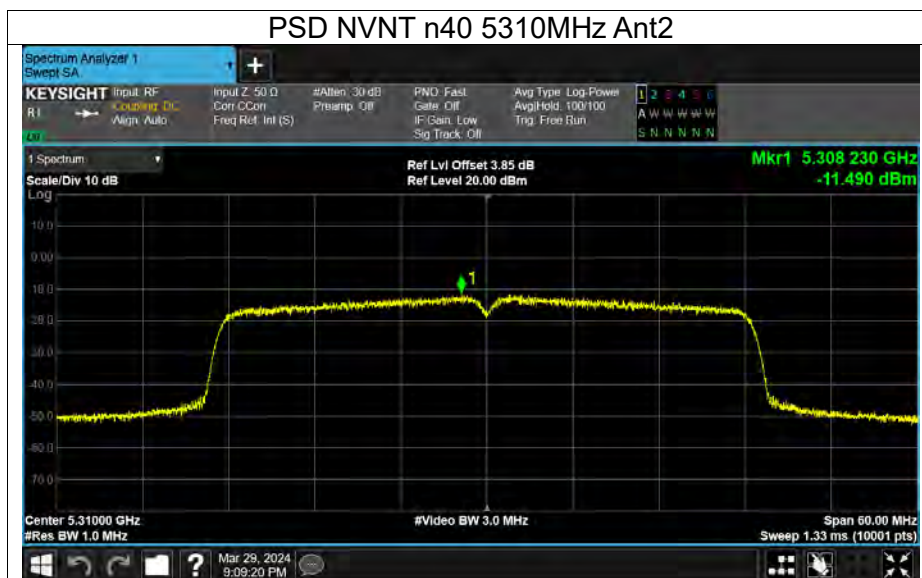 PSD NVNT n40 5310MHz Ant2
Spectrum Analyzer 1
Swept SA
+
KEYSIGHT Input: RF Input Z: 50 Ω #Atten: 30 dB PNO: Fast Avg Type: Log-Power 1 2 3 4 5 6
R L Coupling: DC Corr CCorr Preamp: Off Gate: Off Avg|Hold: 100/100 A W W W W W
Align: Auto Freq Ref: Int (S) IF Gain: Low Trig: Free Run
Sig Track: Off S N N N N N
1 Spectrum Ref Lvl Offset 3.85 dB Mkr1 5.308 230 GHz
Scale/Div 10 dB Ref Level 20.00 dBm -11.490 dBm
Log
10.0
0.00
1
-10.0
-20.0
-30.0
-40.0
-50.0
-60.0
-70.0
Center 5.31000 GHz #Video BW 3.0 MHz Span 60.00 MHz
#Res BW 1.0 MHz Sweep 1.33 ms (10001 pts)
? Mar 29, 2024
9:09:20 PM